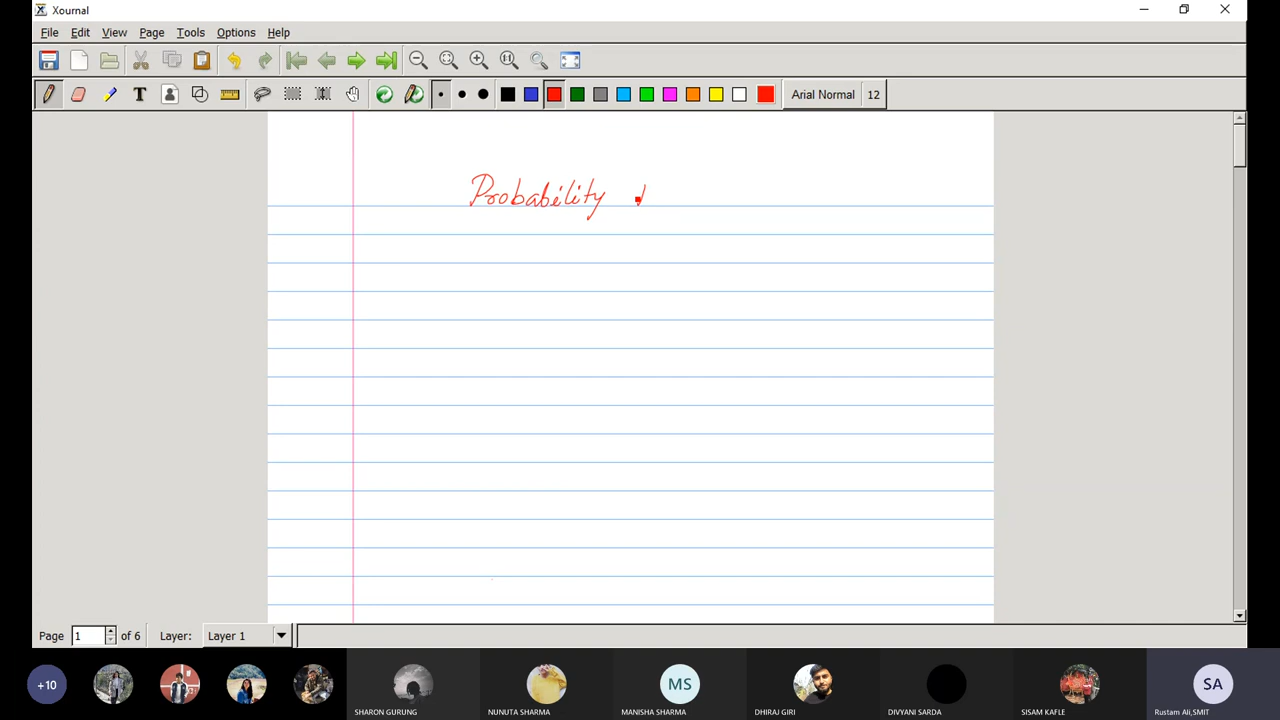 Xournal
File Edit View Page Tools Options Help
T Arial Normal 12
Probability
Page 1 of 6 Layer: Layer 1
+10 SHARON GURUNG NUNUTA SHARMA MS MANISHA SHARMA DHIRAJ GIRI DIVYANI SARDA SISAM KAFLE SA Rustam Ali,SMIT